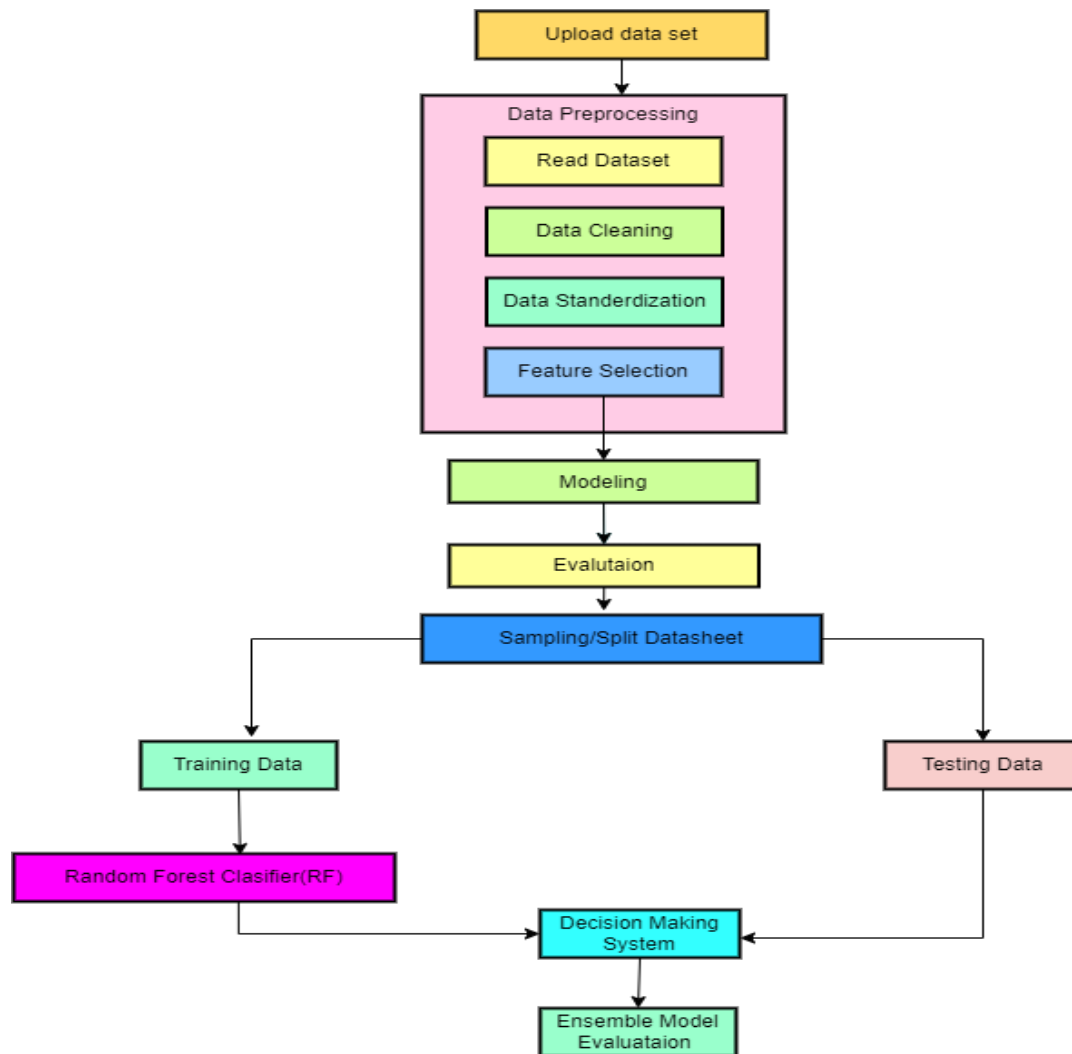 Upload data set
Data Preprocessing
Read Dataset
Data Cleaning
Data Standerdization
Feature Selection
Modeling
Evalutaion
Sampling/Split Datasheet
Training Data
Testing Data
Random Forest Clasifier(RF)
Decision Making
System
Ensemble Model
Evaluataion